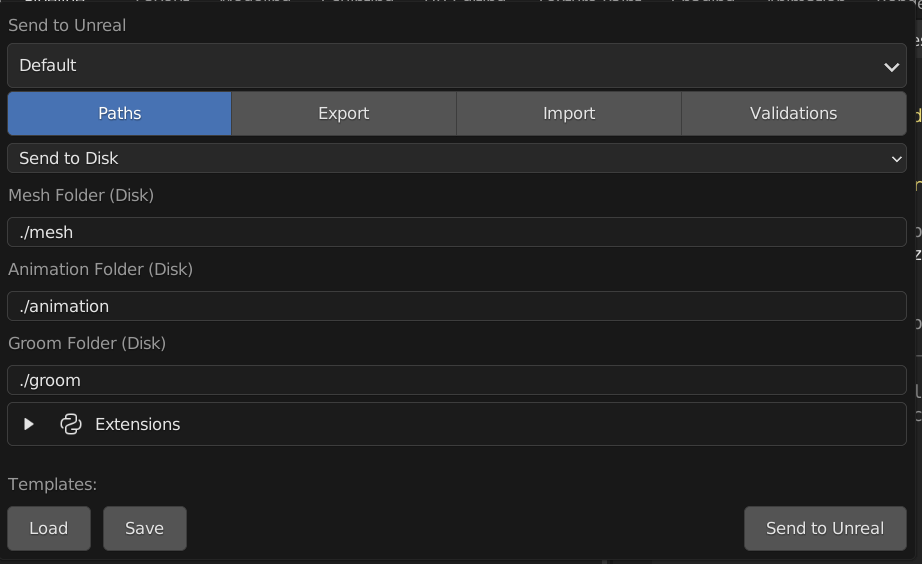 Send to Unreal
Default
Paths Export Import Validations
Send to Disk
Mesh Folder (Disk)
./mesh
Animation Folder (Disk)
./animation
Groom Folder (Disk)
./groom
Extensions
Templates:
Load Save Send to Unreal